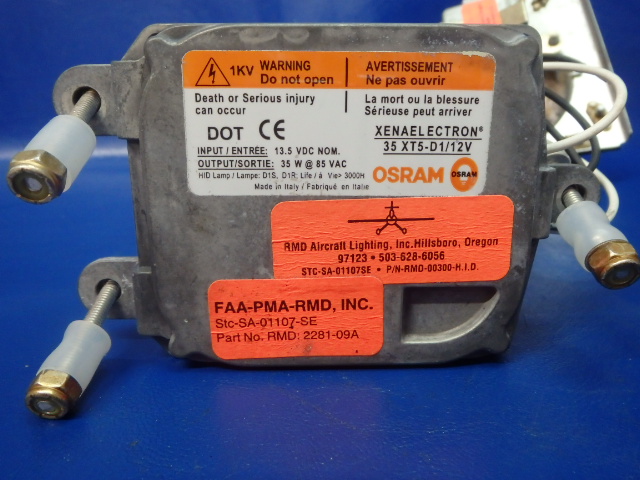 1KV WARNING
Do not open
AVERTISSEMENT
Ne pas ouvrir
Death or Serious injury
can occur
La mort ou la blessure
Sérieuse peut arriver
DOT CE
XENAELECTRON®
35 XT5-D1/12V
INPUT / ENTRÉE: 13.5 VDC NOM.
OUTPUT/SORTIE: 35 W @ 85 VAC
HID Lamp / Lampe: D1S, D1R; Life / à Vie> 3000H
Made in Italy / Fabriqué en Italie
OSRAM OSRAM
RMD Aircraft Lighting, Inc.Hillsboro, Oregon
97123 • 503-628-6056
STC-SA-01107SE • P/N-RMD-00300-H.I.D.
FAA-PMA-RMD, INC.
Stc-SA-01107-SE
Part No. RMD: 2281-09A